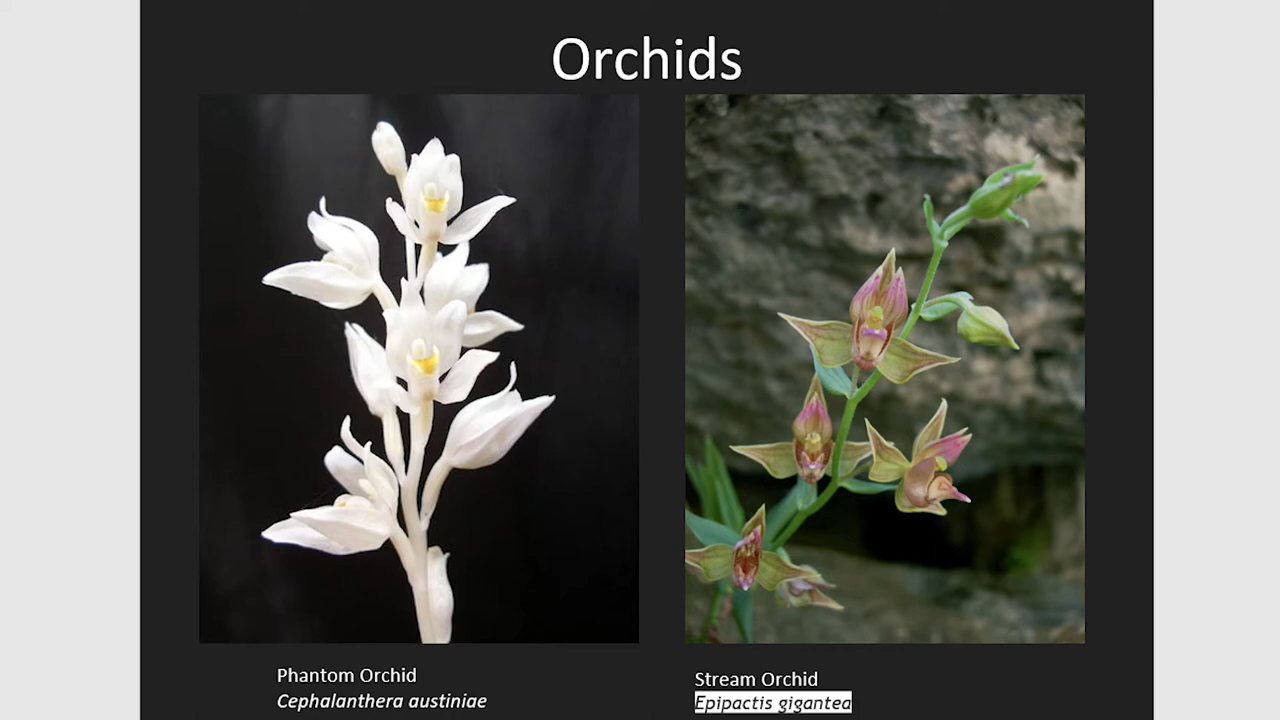 Orchids
Phantom Orchid
Cephalanthera austiniae
Stream Orchid
Epipactis gigantea